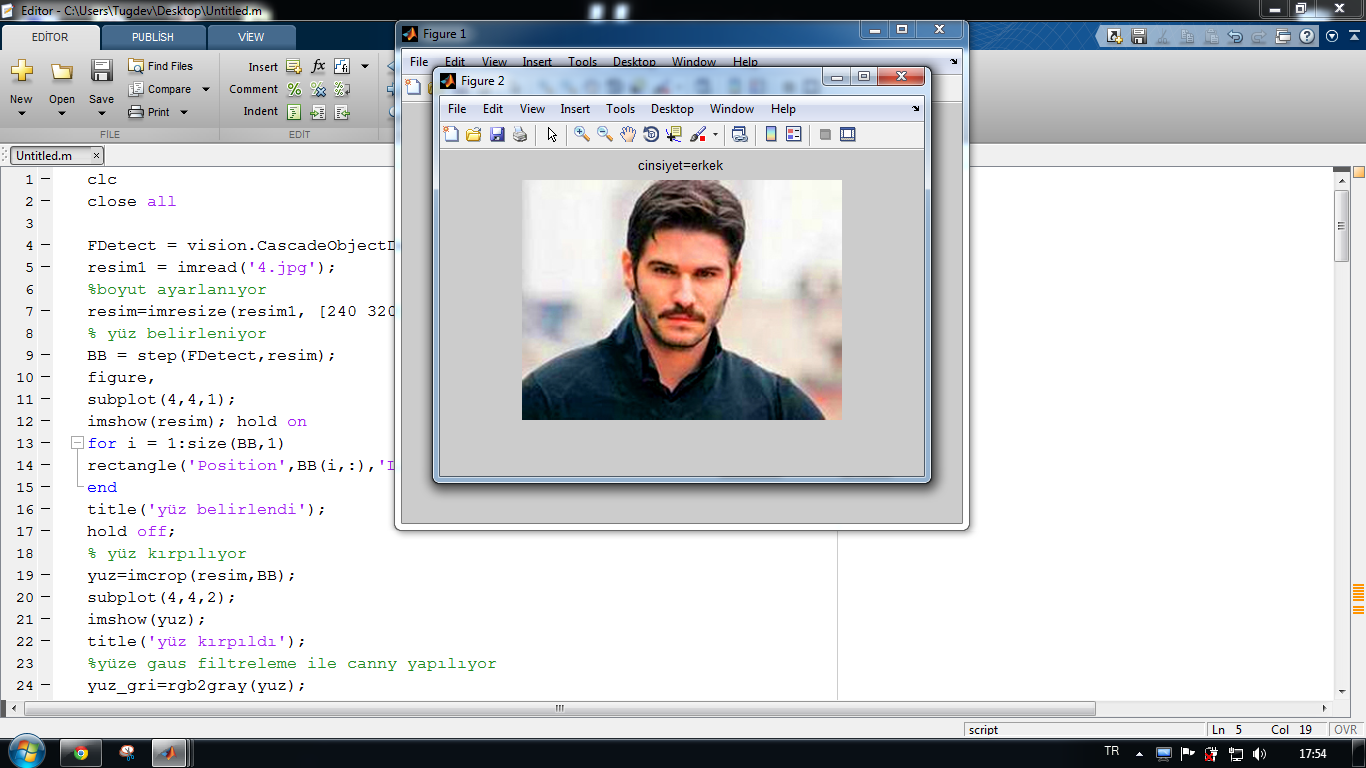 Editor - C:\Users\Tugdev\Desktop\Untitled.m
EDİTOR PUBLİSH VİEW
New Open Save
Find Files
Compare
Print
FİLE
Insert
Comment
Indent
EDİT
Untitled.m ×
1 clc
2 close all
3
4 FDetect = vision.CascadeObjectD
5 resim1 = imread('4.jpg');
6 %boyut ayarlanıyor
7 resim=imresize(resim1, [240 320
8 % yüz belirleniyor
9 BB = step(FDetect,resim);
10 figure,
11 subplot(4,4,1);
12 imshow(resim); hold on
13 for i = 1:size(BB,1)
14 rectangle('Position',BB(i,:),'L
15 end
16 title('yüz belirlendi');
17 hold off;
18 % yüz kırpılıyor
19 yuz=imcrop(resim,BB);
20 subplot(4,4,2);
21 imshow(yuz);
22 title('yüz kırpıldı');
23 %yüze gaus filtreleme ile canny yapılıyor
24 yuz_gri=rgb2gray(yuz);
Figure 1
File Edit View Insert Tools Desktop Window Help
Figure 2
File Edit View Insert Tools Desktop Window Help
cinsiyet=erkek
script Ln 5 Col 19 OVR
TR 17:54